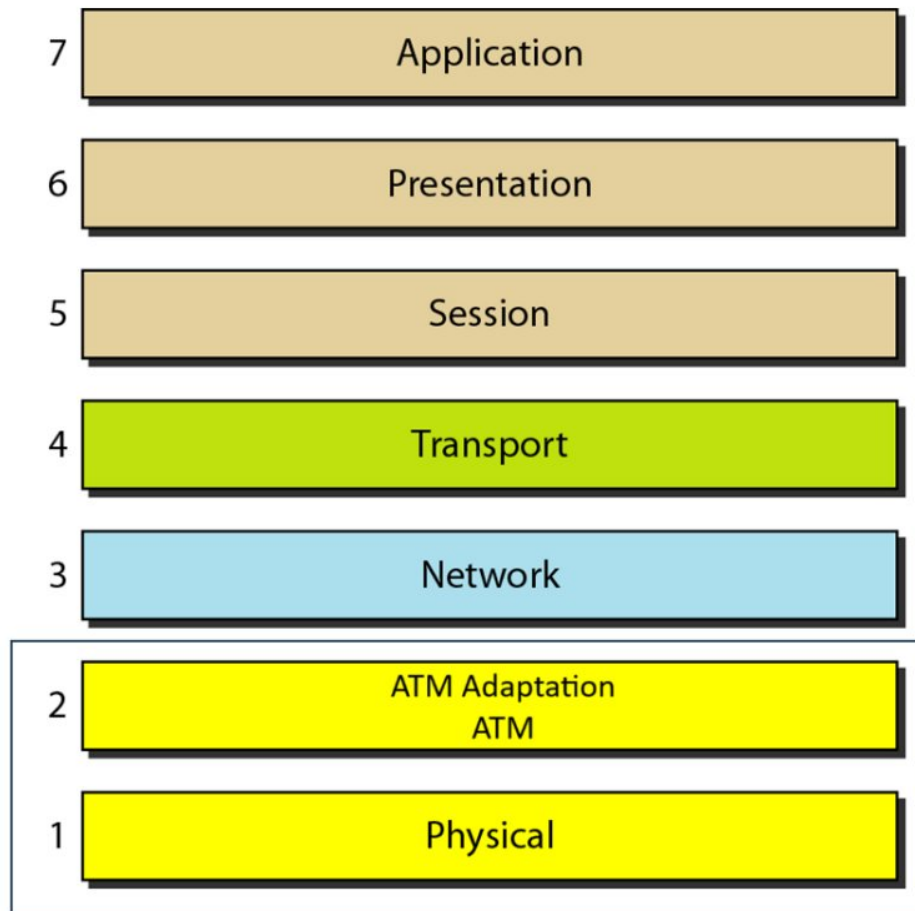 7 Application
6 Presentation
5 Session
4 Transport
3 Network
2 ATM Adaptation
ATM
1 Physical